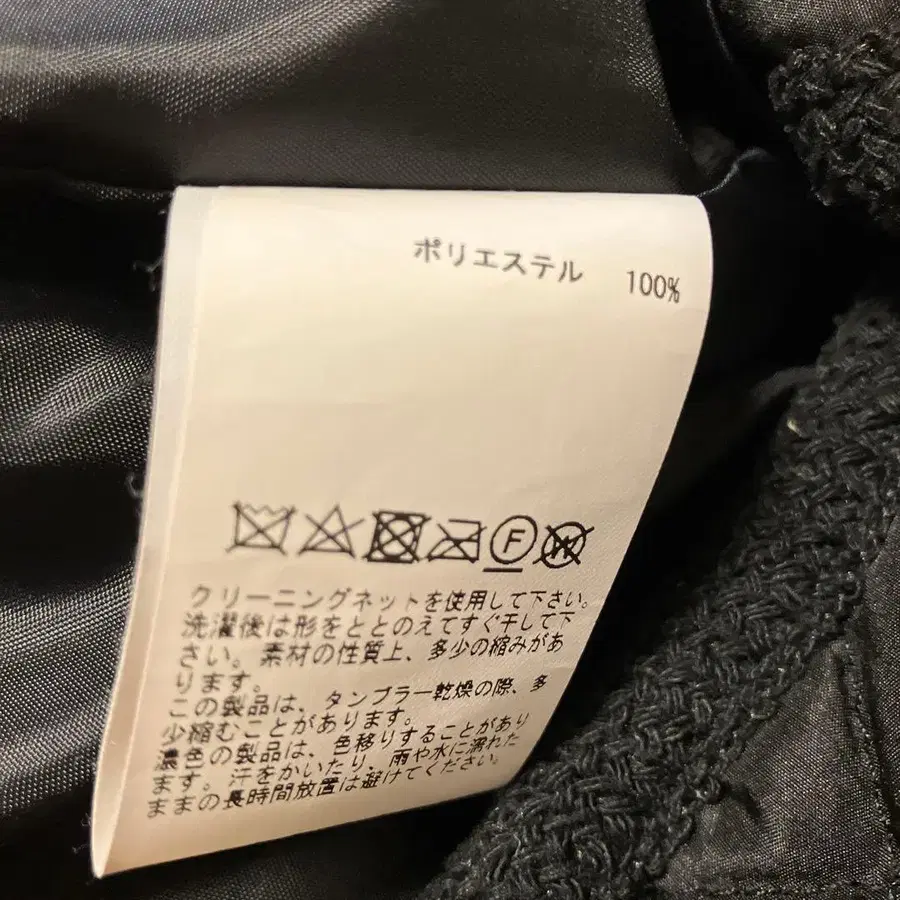 ポリエステル 100%
F W
クリーニングネットを使用して下さい。
洗濯後は形をととのえてすぐ干して下
さい。素材の性質上、多少の縮みがあ
ります。
この製品は、タンブラー乾燥の際、多
少縮むことがあります。
濃色の製品は、色移りすることがあり
ます。汗をかいたり、雨や水に濡れた
ままの長時間放置は避けてください。